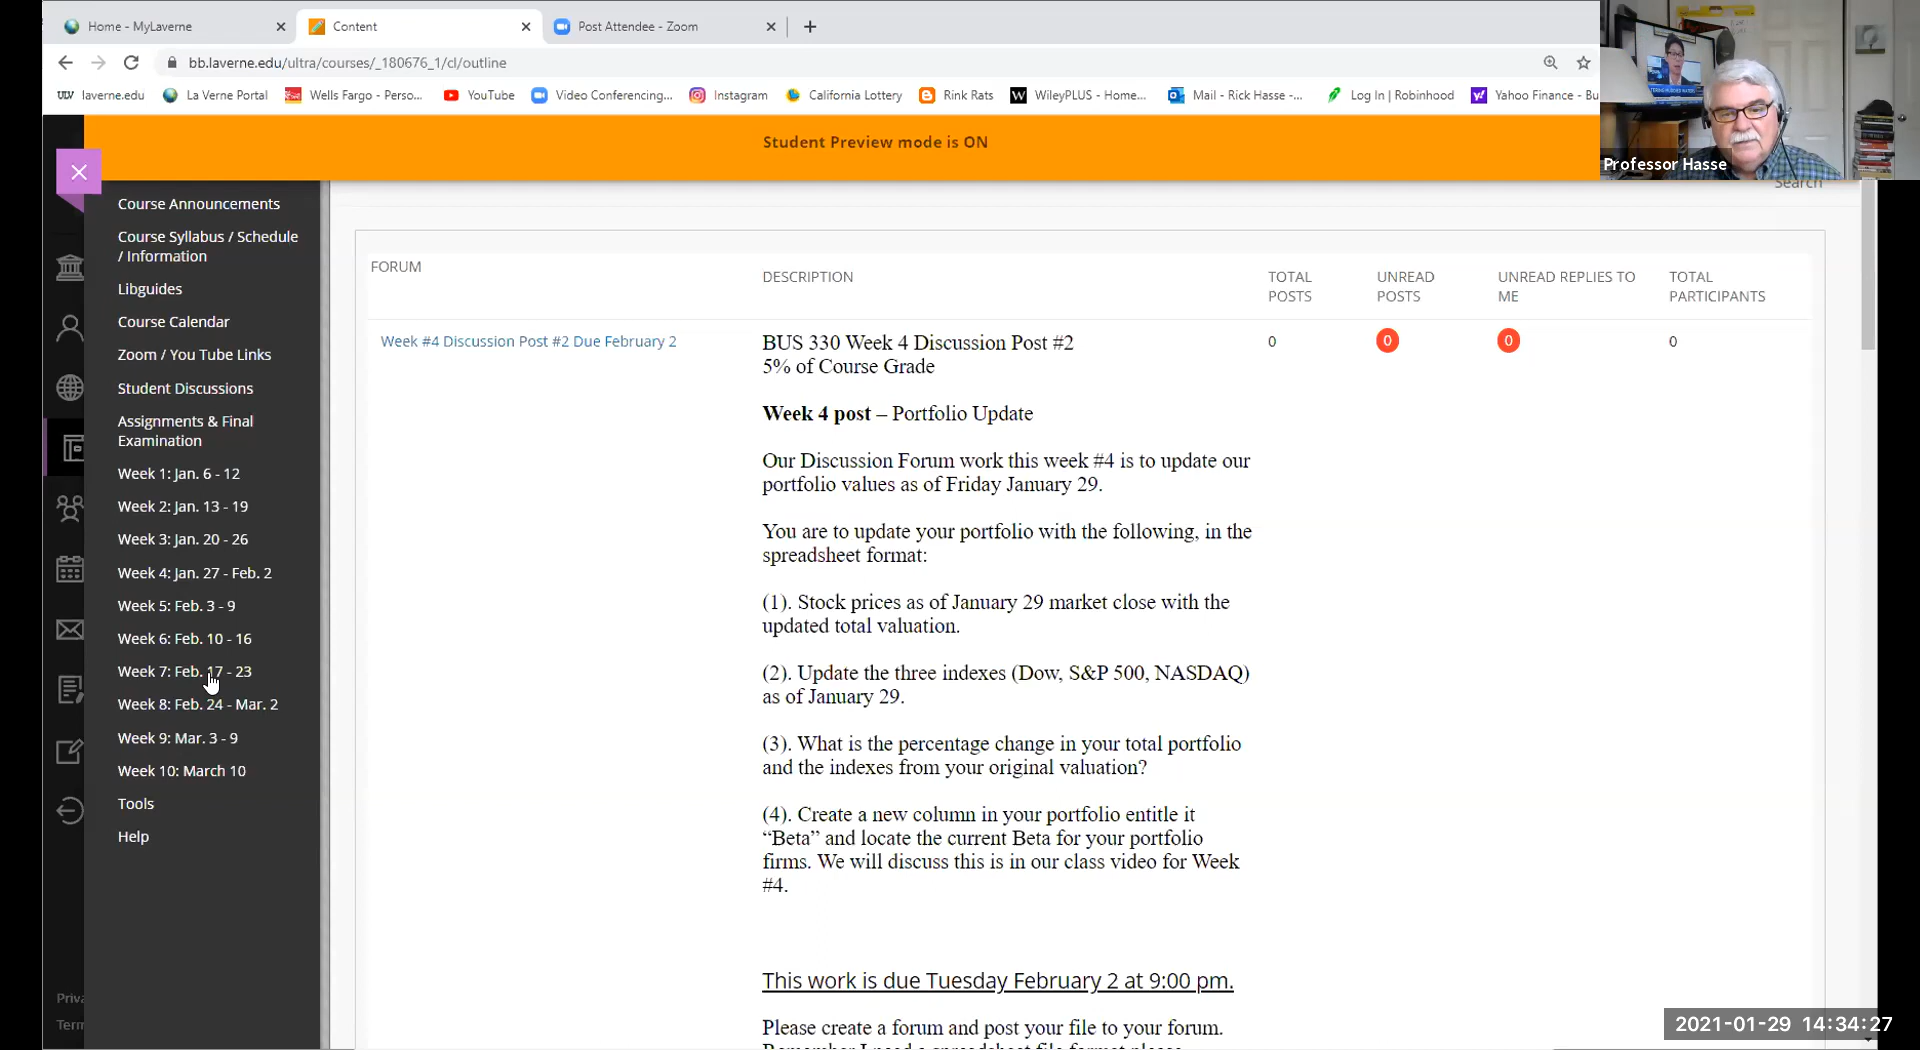 Home - MyLaverne
Content
Post Attendee - Zoom
bb.laverne.edu/ultra/courses/_180676_1/cl/outline
laverne.edu
La Verne Portal
Wells Fargo - Perso...
YouTube
Video Conferencing...
Instagram
California Lottery
Rink Rats
WileyPLUS - Home...
Mail - Rick Hasse -...
Log In | Robinhood
Yahoo Finance - Bu
Student Preview mode is ON
Professor Hasse
Search
Course Announcements
Course Syllabus / Schedule
/ Information
Libguides
Course Calendar
Zoom / You Tube Links
Student Discussions
Assignments & Final
Examination
Week 1: Jan. 6 - 12
Week 2: Jan. 13 - 19
Week 3: Jan. 20 - 26
Week 4: Jan. 27 - Feb. 2
Week 5: Feb. 3 - 9
Week 6: Feb. 10 - 16
Week 7: Feb. 17 - 23
Week 8: Feb. 24 - Mar. 2
Week 9: Mar. 3 - 9
Week 10: March 10
Tools
Help
Priva
Term
FORUM
DESCRIPTION
TOTAL
POSTS
UNREAD
POSTS
UNREAD REPLIES TO
ME
TOTAL
PARTICIPANTS
Week #4 Discussion Post #2 Due February 2
BUS 330 Week 4 Discussion Post #2
5% of Course Grade
0
0
0
0
Week 4 post – Portfolio Update
Our Discussion Forum work this week #4 is to update our
portfolio values as of Friday January 29.
You are to update your portfolio with the following, in the
spreadsheet format:
(1). Stock prices as of January 29 market close with the
updated total valuation.
(2). Update the three indexes (Dow, S&P 500, NASDAQ)
as of January 29.
(3). What is the percentage change in your total portfolio
and the indexes from your original valuation?
(4). Create a new column in your portfolio entitle it
“Beta” and locate the current Beta for your portfolio
firms. We will discuss this is in our class video for Week
#4.
This work is due Tuesday February 2 at 9:00 pm.
Please create a forum and post your file to your forum.
2021-01-29 14:34:27